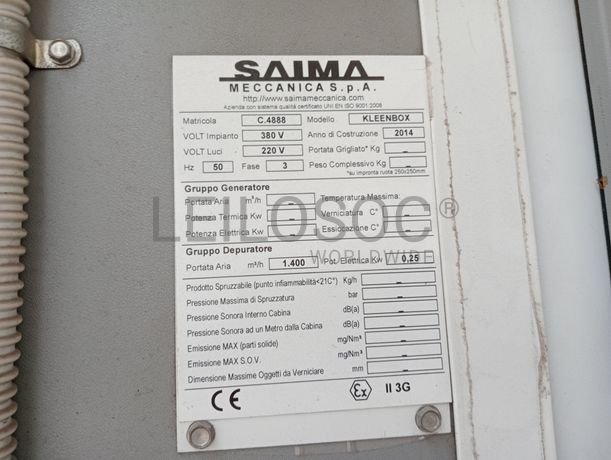 SAIMA
MECCANICA S.p.A.
http://www.saimameccanica.com
Azienda con sistema qualità certificato UNI EN ISO 9001:2008
Matricola C.4888 Modello KLEENBOX
VOLT Impianto 380 V Anno di Costruzione 2014
VOLT Luci 220 V Portata Grigliato* Kg –
Hz 50 Fase 3 Peso Complessivo Kg –
*su impronta ruota 250x250mm
Gruppo Generatore
Portata Aria m³/h – Temperatura Massima:
Potenza Termica Kw – Verniciatura C° –
Potenza Elettrica Kw – Essiccazione C° –
LEILOSOC®
WORLDWIDE
Gruppo Depuratore
Portata Aria m³/h 1.400 Pot. Elettrica Kw 0,25
Prodotto Spruzzabile (punto infiammabilità<21C°) Kg/h –
Pressione Massima di Spruzzatura bar –
Pressione Sonora Interno Cabina dB(a) –
Pressione Sonora ad un Metro dalla Cabina dB(a) –
Emissione MAX (parti solide) mg/Nm³ –
Emissione MAX S.O.V. mg/Nm³ –
Dimensione Massime Oggetti da Verniciare mm –
CE Ex II 3G